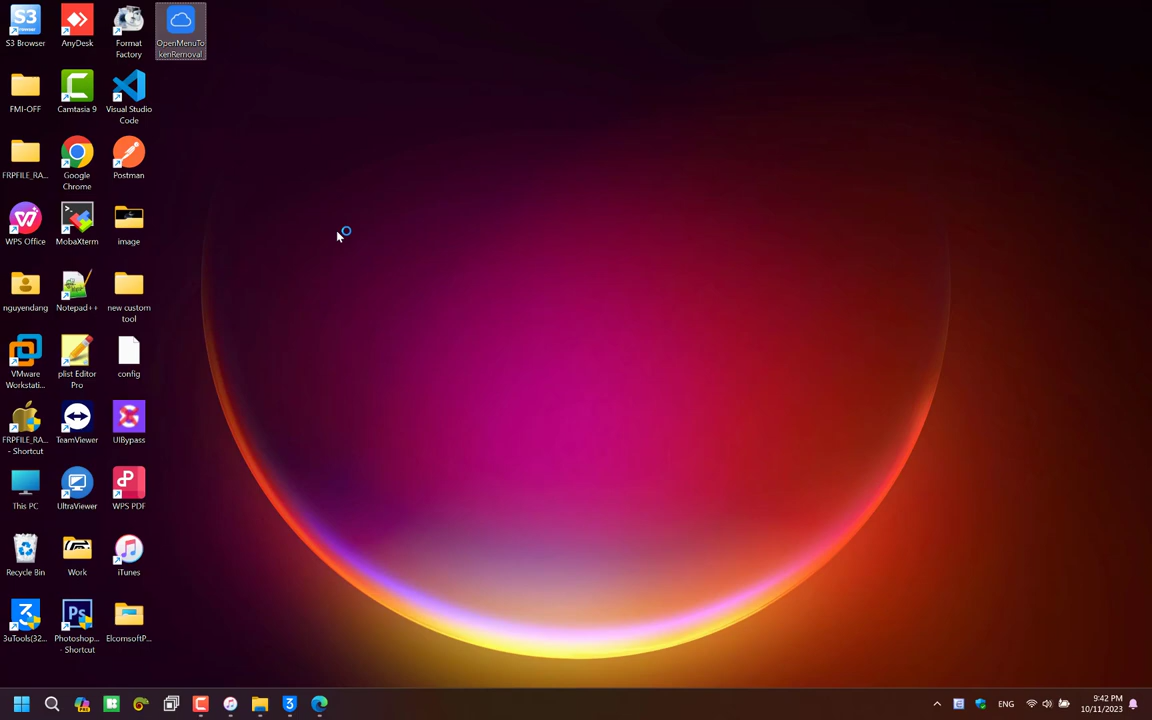 S3 Browser
AnyDesk
Format
Factory
OpenMenuTo
kenRemoval
FMI-OFF
Camtasia 9
Visual Studio
Code
FRPFILE_RA...
Google
Chrome
Postman
WPS Office
MobaXterm
image
nguyendang
Notepad++
new custom
tool
VMware
Workstati...
plist Editor
Pro
config
FRPFILE_RA...
- Shortcut
TeamViewer
UIBypass
This PC
UltraViewer
WPS PDF
Recycle Bin
Work
iTunes
3uTools(32...
Photoshop...
- Shortcut
ElcomsoftP...
ENG
9:42 PM
10/11/2023